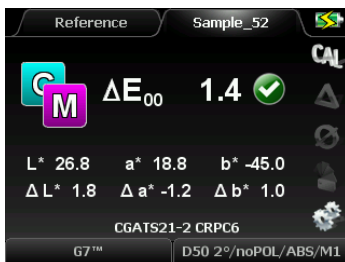 Reference Sample_52
CAL
C M ΔE00 1.4
L* 26.8 a* 18.8 b* -45.0
Δ L* 1.8 Δ a* -1.2 Δ b* 1.0
CGATS21-2 CRPC6
G7™ D50 2°/noPOL/ABS/M1